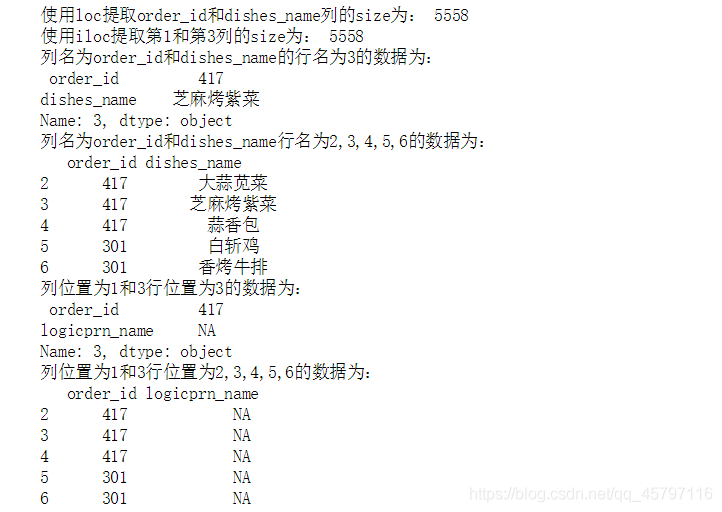 使用loc提取order_id和dishes_name列的size为： 5558
使用iloc提取第1和第3列的size为： 5558
列名为order_id和dishes_name的行名为3的数据为：
order_id 417
dishes_name 芝麻烤紫菜
Name: 3, dtype: object
列名为order_id和dishes_name行名为2,3,4,5,6的数据为：
order_id dishes_name
2 417 大蒜苋菜
3 417 芝麻烤紫菜
4 417 蒜香包
5 301 白斩鸡
6 301 香烤牛排
列位置为1和3行位置为3的数据为：
order_id 417
logicprn_name NA
Name: 3, dtype: object
列位置为1和3行位置为2,3,4,5,6的数据为：
order_id logicprn_name
2 417 NA
3 417 NA
4 417 NA
5 301 NA
6 301 NA
https://blog.csdn.net/qq_45797116